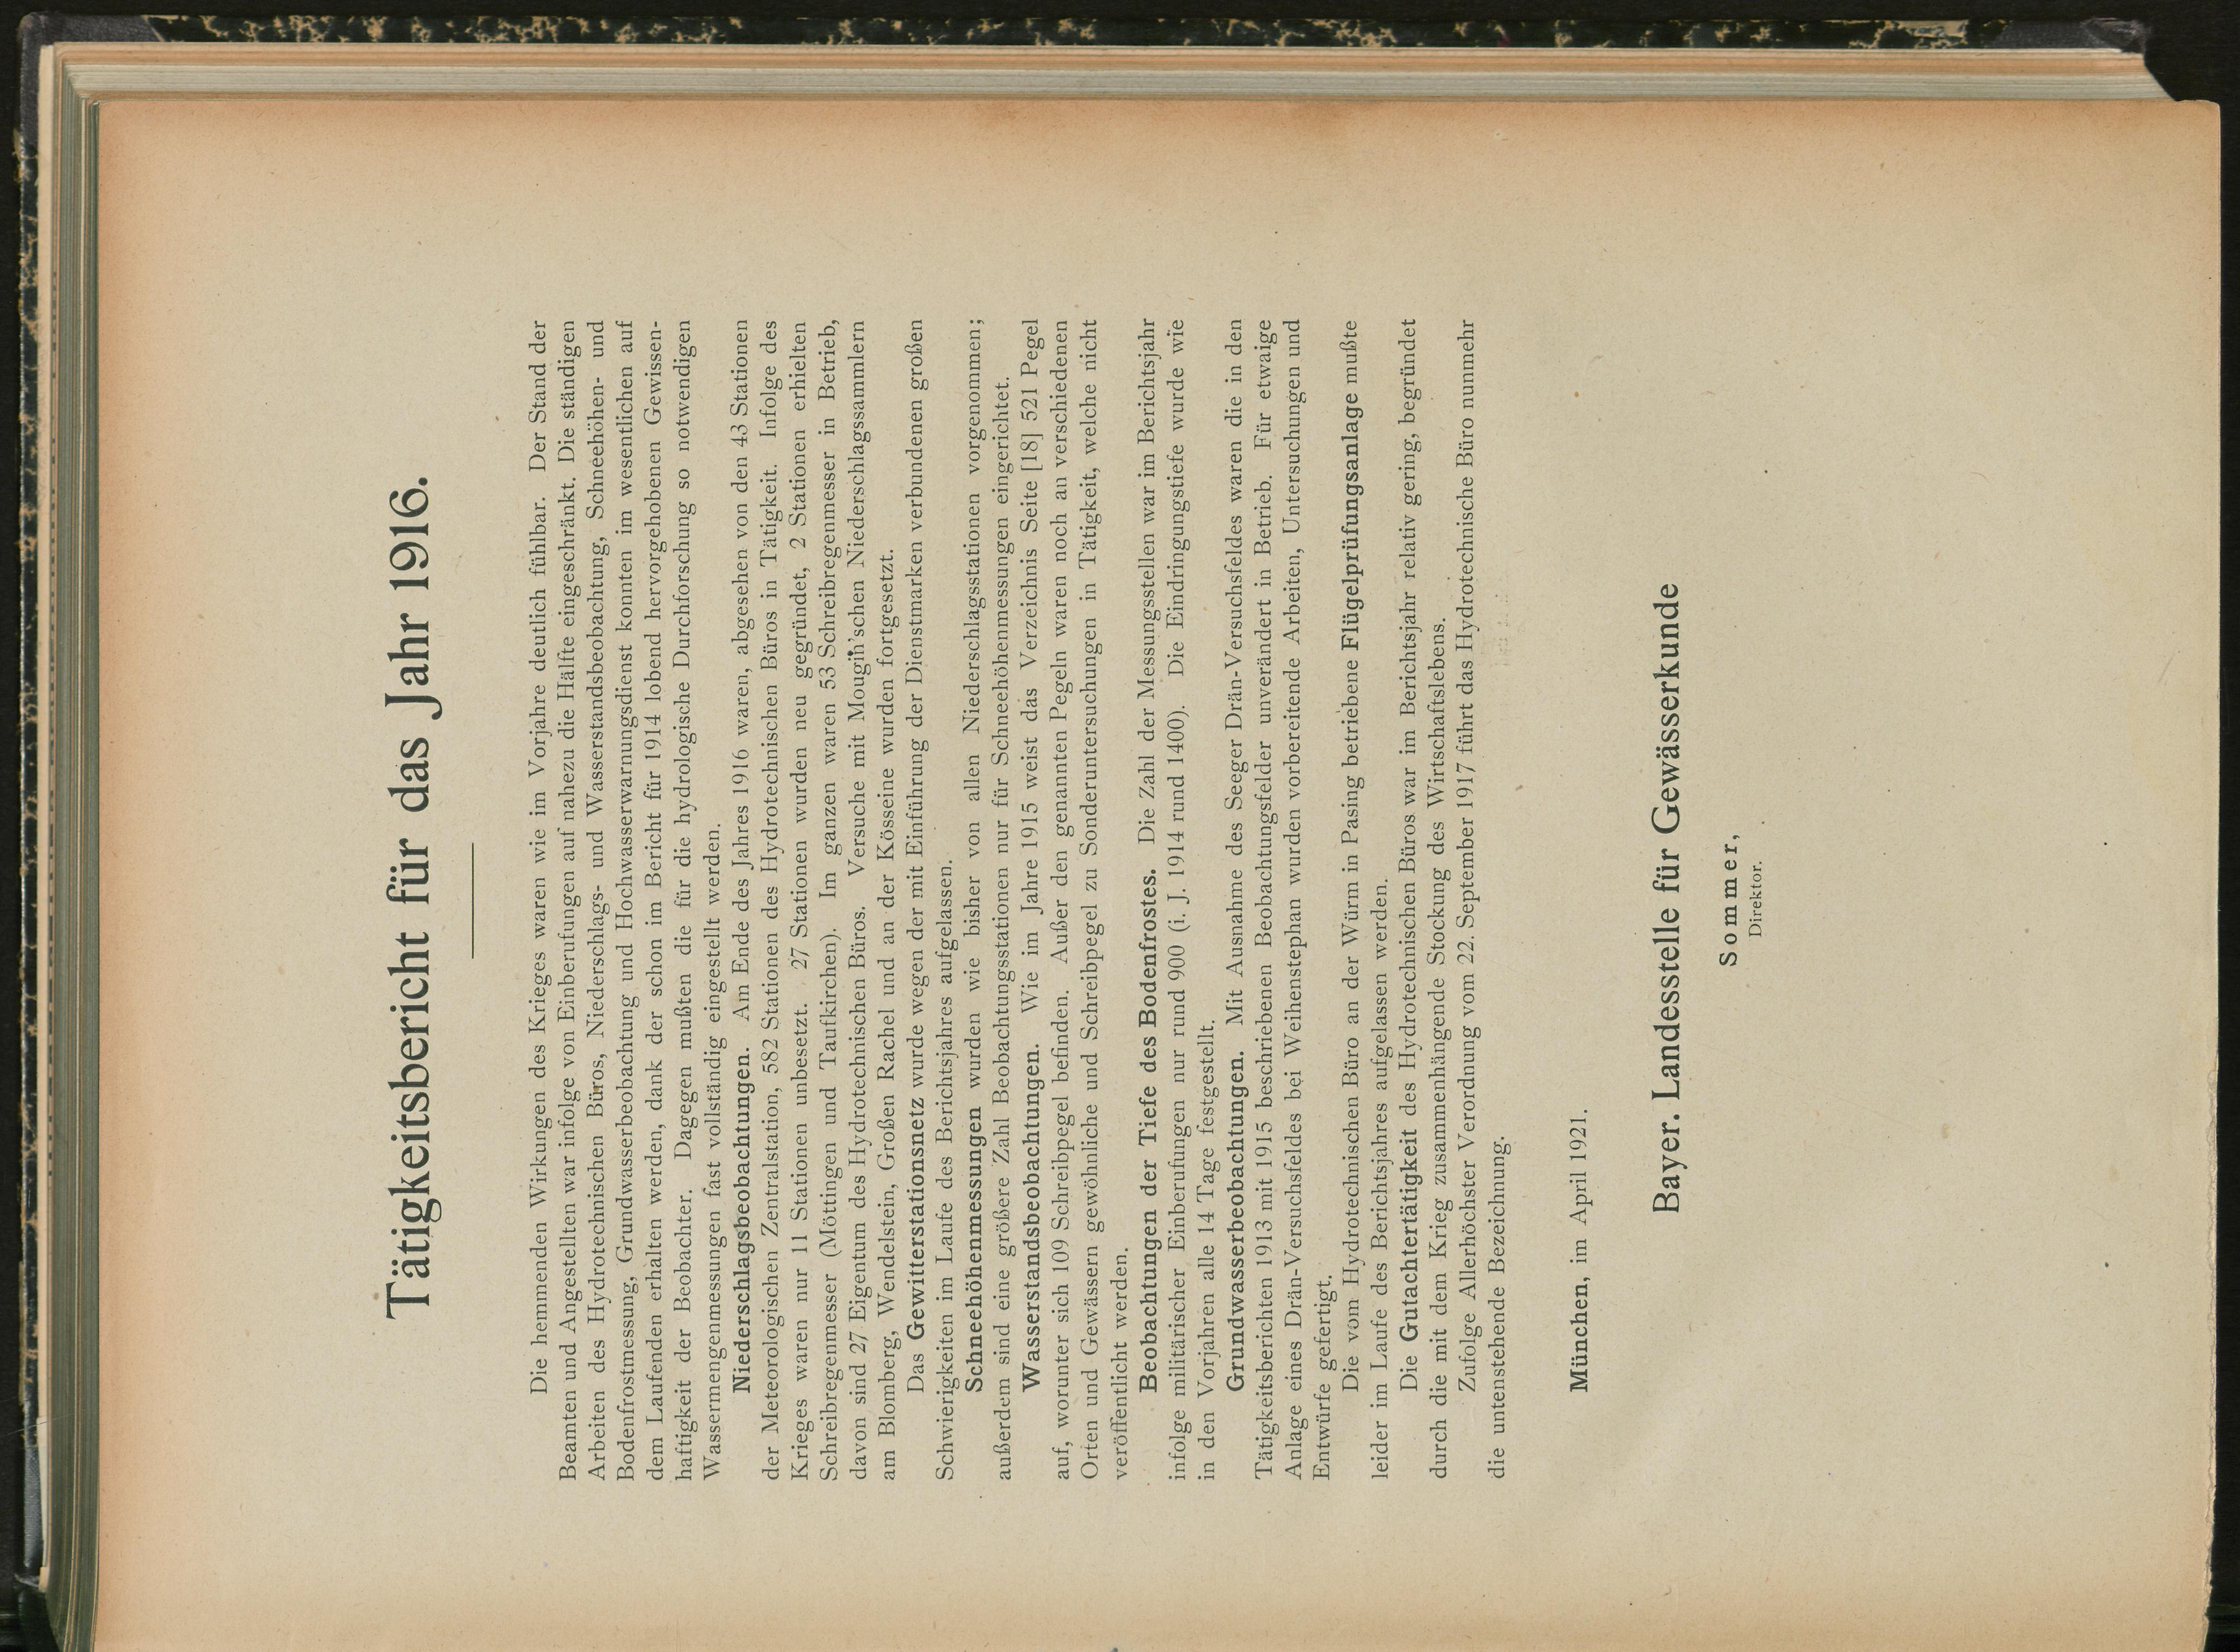 Tätigkeitsbericht für das Jahr 1916.
Die hemmenden Wirkungen des Krieges waren wie im Vorjahre deutlich fühlbar. Der Stand der
Beamten und Angestellten war infolge von Einberufungen auf nahezu die Hälfte eingeschränkt. Die ständigen
Arbeiten des Hydrotechnischen Büros, Niederschlags- und Wasserstandsbeobachtung, Schneehöhen- und
Bodenfrostmessung, Grundwasserbeobachtung und Hochwasserwarnungsdienst konnten im wesentlichen auf
dem Laufenden erhalten werden, dank der schon im Bericht für 1914 lobend hervorgehobenen Gewissen-
haftigkeit der Beobachter. Dagegen mußten die für die hydrologische Durchforschung so notwendigen
Wassermengenmessungen fast vollständig eingestellt werden.
Niederschlagsbeobachtungen. Am Ende des Jahres 1916 waren, abgesehen von den 43 Stationen
der Meteorologischen Zentralstation, 582 Stationen des Hydrotechnischen Büros in Tätigkeit. Infolge des
Krieges waren nur 11 Stationen unbesetzt. 27 Stationen wurden neu gegründet, 2 Stationen erhielten
Schreibregenmesser (Möttingen und Taufkirchen). Im ganzen waren 53 Schreibregenmesser in Betrieb,
davon sind 27 Eigentum des Hydrotechnischen Büros. Versuche mit Mougin'schen Niederschlagssammlern
am Blomberg, Wendelstein, Großen Rachel und an der Kösseine wurden fortgesetzt.
Das Gewitterstationsnetz wurde wegen der mit Einführung der Dienstmarken verbundenen großen
Schwierigkeiten im Laufe des Berichtsjahres aufgelassen.
Schneehöhenmessungen wurden wie bisher von allen Niederschlagsstationen vorgenommen;
außerdem sind eine größere Zahl Beobachtungsstationen nur für Schneehöhenmessungen eingerichtet.
Wasserstandsbeobachtungen. Wie im Jahre 1915 weist das Verzeichnis Seite [18] 521 Pegel
auf, worunter sich 109 Schreibpegel befinden. Außer den genannten Pegeln waren noch an verschiedenen
Orten und Gewässern gewöhnliche und Schreibpegel zu Sonderuntersuchungen in Tätigkeit, welche nicht
veröffentlicht werden.
Beobachtungen der Tiefe des Bodenfrostes. Die Zahl der Messungsstellen war im Berichtsjahr
infolge militärischer Einberufungen nur rund 900 (i. J. 1914 rund 1400). Die Eindringungstiefe wurde wie
in den Vorjahren alle 14 Tage festgestellt.
Grundwasserbeobachtungen. Mit Ausnahme des Seeger Drän-Versuchsfeldes waren die in den
Tätigkeitsberichten 1913 mit 1915 beschriebenen Beobachtungsfelder unverändert in Betrieb. Für etwaige
Anlage eines Drän-Versuchsfeldes bei Weihenstephan wurden vorbereitende Arbeiten, Untersuchungen und
Entwürfe gefertigt.
Die vom Hydrotechnischen Büro an der Würm in Pasing betriebene Flügelprüfungsanlage mußte
leider im Laufe des Berichtsjahres aufgelassen werden.
Die Gutachtertätigkeit des Hydrotechnischen Büros war im Berichtsjahr relativ gering, begründet
durch die mit dem Krieg zusammenhängende Stockung des Wirtschaftslebens.
Zufolge Allerhöchster Verordnung vom 22. September 1917 führt das Hydrotechnische Büro nunmehr
die untenstehende Bezeichnung.
München, im April 1921.
Bayer. Landesstelle für Gewässerkunde
Sommer,
Direktor.